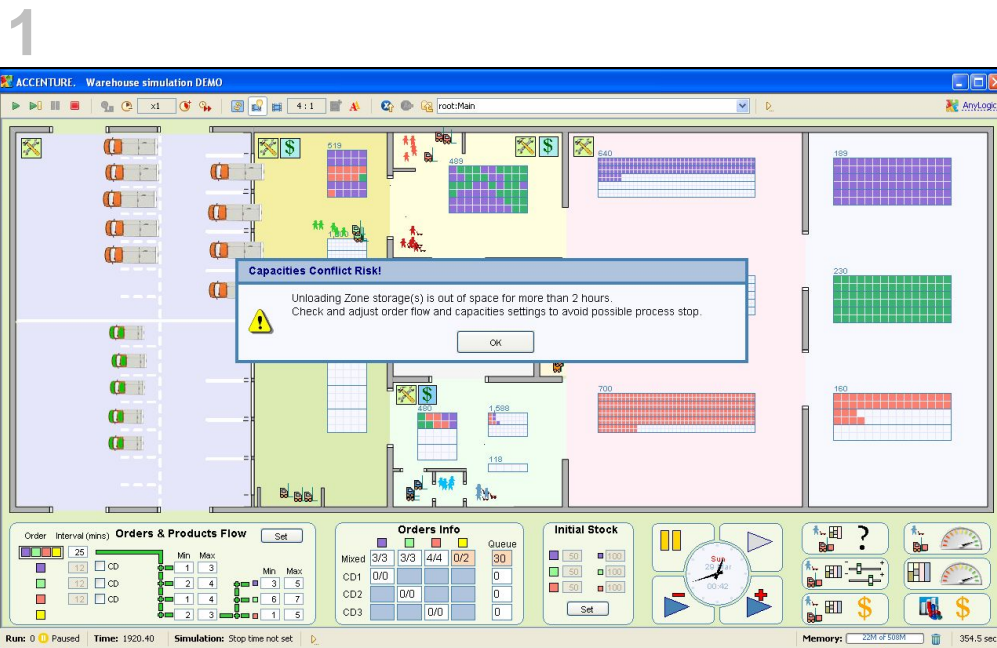 1
ACCENTURE. Warehouse simulation DEMO
x1 4:1 root:Main AnyLogic
519
489
640
189
1,800
230
Capacities Conflict Risk!
Unloading Zone storage(s) is out of space for more than 2 hours.
Check and adjust order flow and capacities settings to avoid possible process stop.
OK
700
160
480
1,588
118
Order Interval (mins) Orders & Products Flow Set
25 Min Max
12 CD 1 3 Min Max
12 CD 3 5
12 CD 1 4 6 7
2 3 1 5
Orders Info
Queue
Mixed 3/3 3/3 4/4 0/2 30
CD1 0/0 0
CD2 0/0 0
CD3 0/0 0
Initial Stock
50 100
50 100
50 100
Set
Sun
00:42
? 
$ $
Run: 0 Paused Time: 1920.40 Simulation: Stop time not set Memory: 22M of 508M 354.5 sec